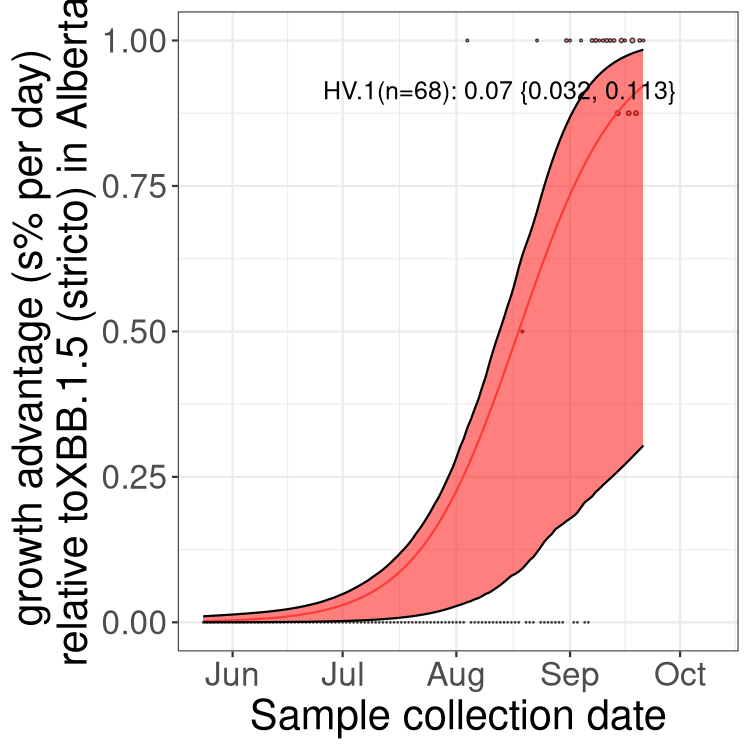 growth advantage (s% per day)
relative toXBB.1.5 (stricto) in Alberta
1.00
0.75
0.50
0.25
0.00
HV.1(n=68): 0.07 {0.032, 0.113}
Jun Jul Aug Sep Oct
Sample collection date